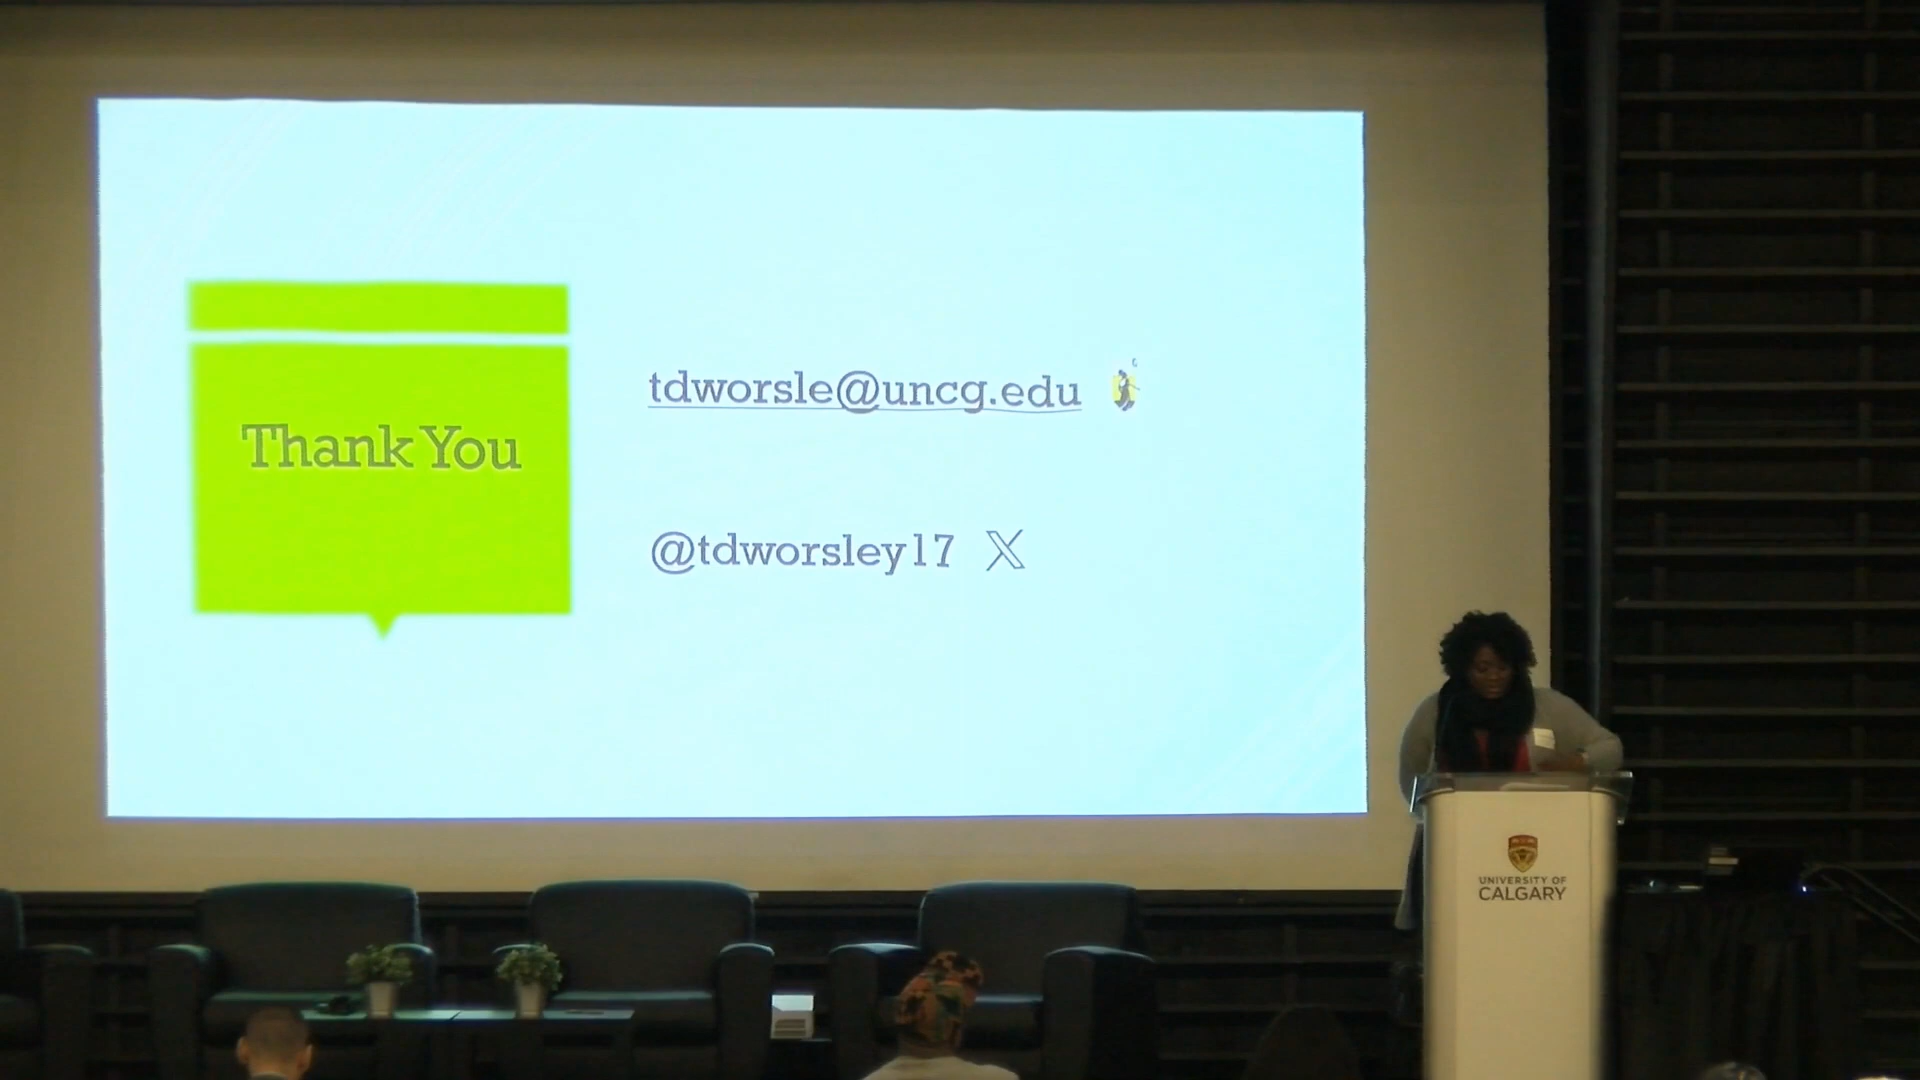 Thank You
tdworsle@uncg.edu
@tdworsley17 X
UNIVERSITY OF
CALGARY